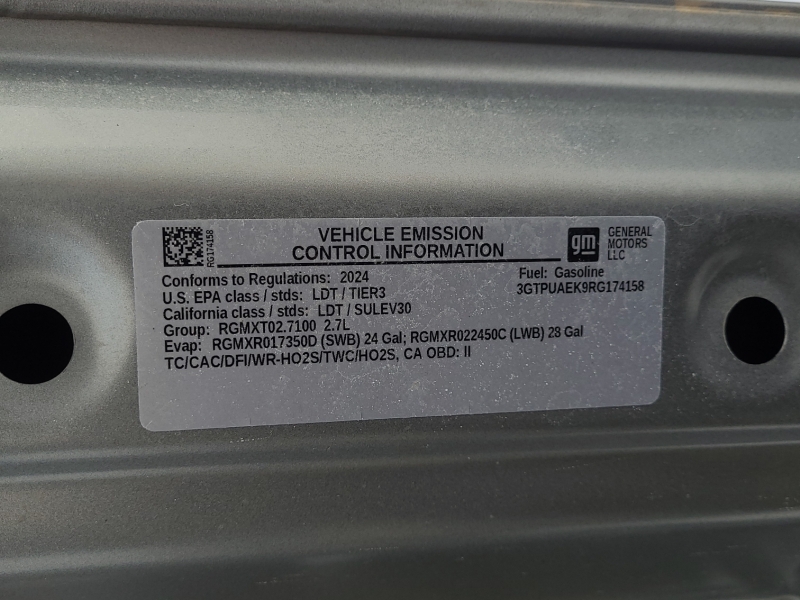 VEHICLE EMISSION
CONTROL INFORMATION
gm
GENERAL
MOTORS
LLC
RG174158
Conforms to Regulations: 2024
Fuel: Gasoline
U.S. EPA class / stds: LDT / TIER3
3GTPUAEK9RG174158
California class / stds: LDT / SULEV30
Group: RGMXT02.7100 2.7L
Evap: RGMXR017350D (SWB) 24 Gal; RGMXR022450C (LWB) 28 Gal
TC/CAC/DFI/WR-HO2S/TWC/HO2S, CA OBD: II